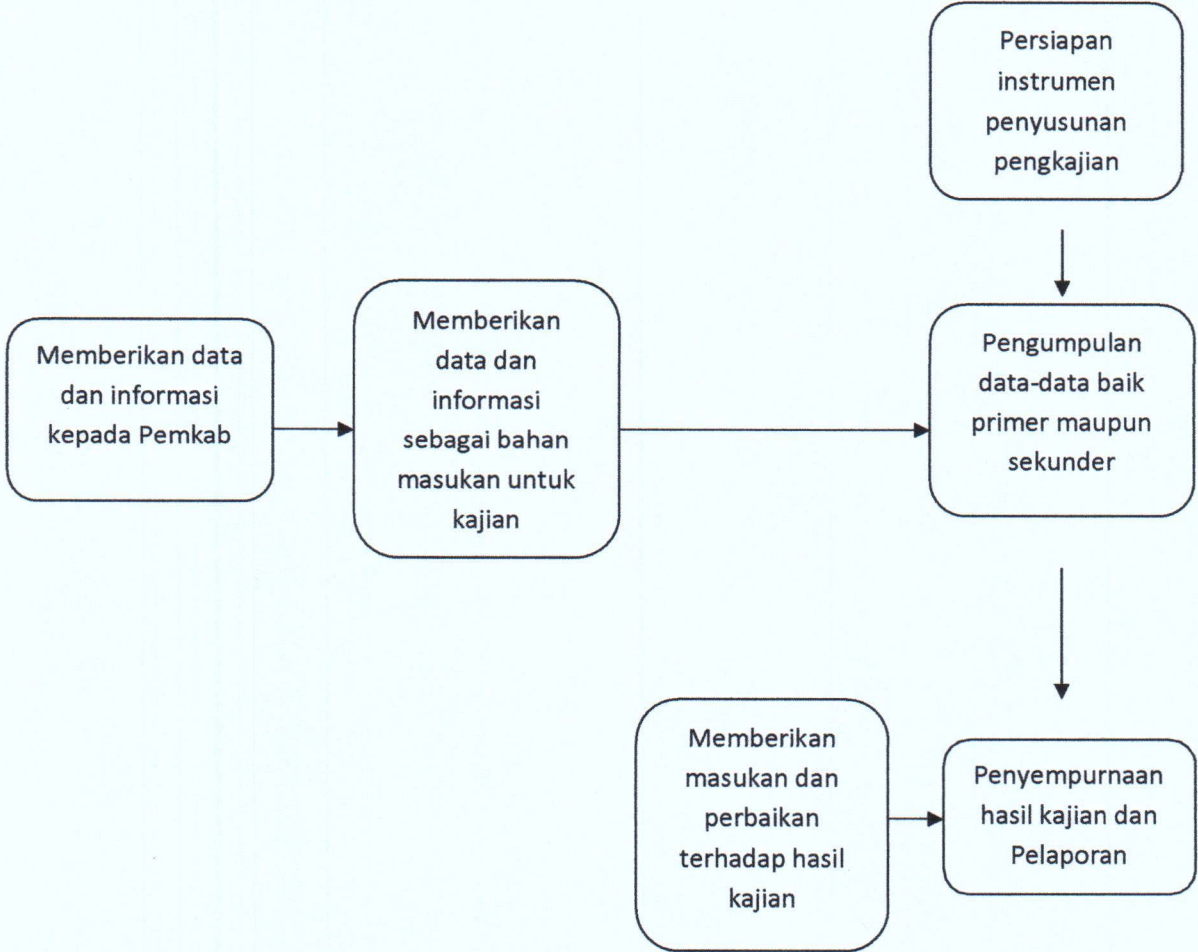 Persiapan
instrumen
penyusunan
pengkajian
Memberikan data
dan informasi
kepada Pemkab
Memberikan
data dan
informasi
sebagai bahan
masukan untuk
kajian
Pengumpulan
data-data baik
primer maupun
sekunder
Memberikan
masukan dan
perbaikan
terhadap hasil
kajian
Penyempurnaan
hasil kajian dan
Pelaporan